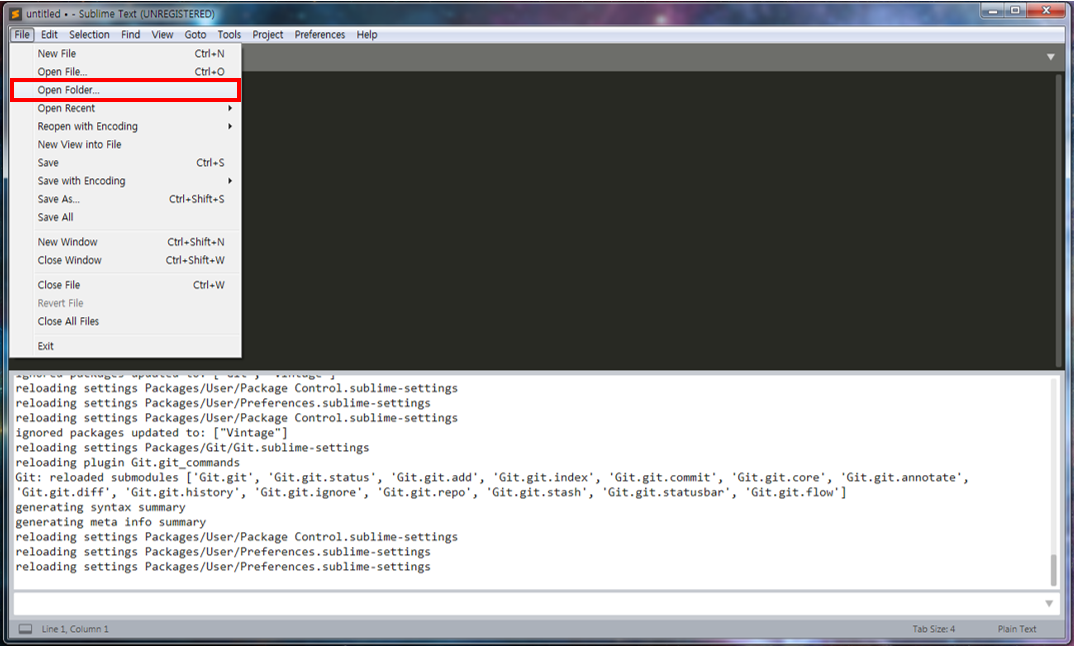 untitled • - Sublime Text (UNREGISTERED)
File Edit Selection Find View Goto Tools Project Preferences Help
New File Ctrl+N
Open File... Ctrl+O
Open Folder...
Open Recent
Reopen with Encoding
New View into File
Save Ctrl+S
Save with Encoding
Save As... Ctrl+Shift+S
Save All
New Window Ctrl+Shift+N
Close Window Ctrl+Shift+W
Close File Ctrl+W
Revert File
Close All Files
Exit
ignored packages updated to: ["Git", "Vintage"]
reloading settings Packages/User/Package Control.sublime-settings
reloading settings Packages/User/Preferences.sublime-settings
reloading settings Packages/User/Package Control.sublime-settings
ignored packages updated to: ["Vintage"]
reloading settings Packages/Git/Git.sublime-settings
reloading plugin Git.git_commands
Git: reloaded submodules ['Git.git', 'Git.git.status', 'Git.git.add', 'Git.git.index', 'Git.git.commit', 'Git.git.core', 'Git.git.annotate',
'Git.git.diff', 'Git.git.history', 'Git.git.ignore', 'Git.git.repo', 'Git.git.stash', 'Git.git.statusbar', 'Git.git.flow']
generating syntax summary
generating meta info summary
reloading settings Packages/User/Package Control.sublime-settings
reloading settings Packages/User/Preferences.sublime-settings
reloading settings Packages/User/Preferences.sublime-settings
Line 1, Column 1 Tab Size: 4 Plain Text